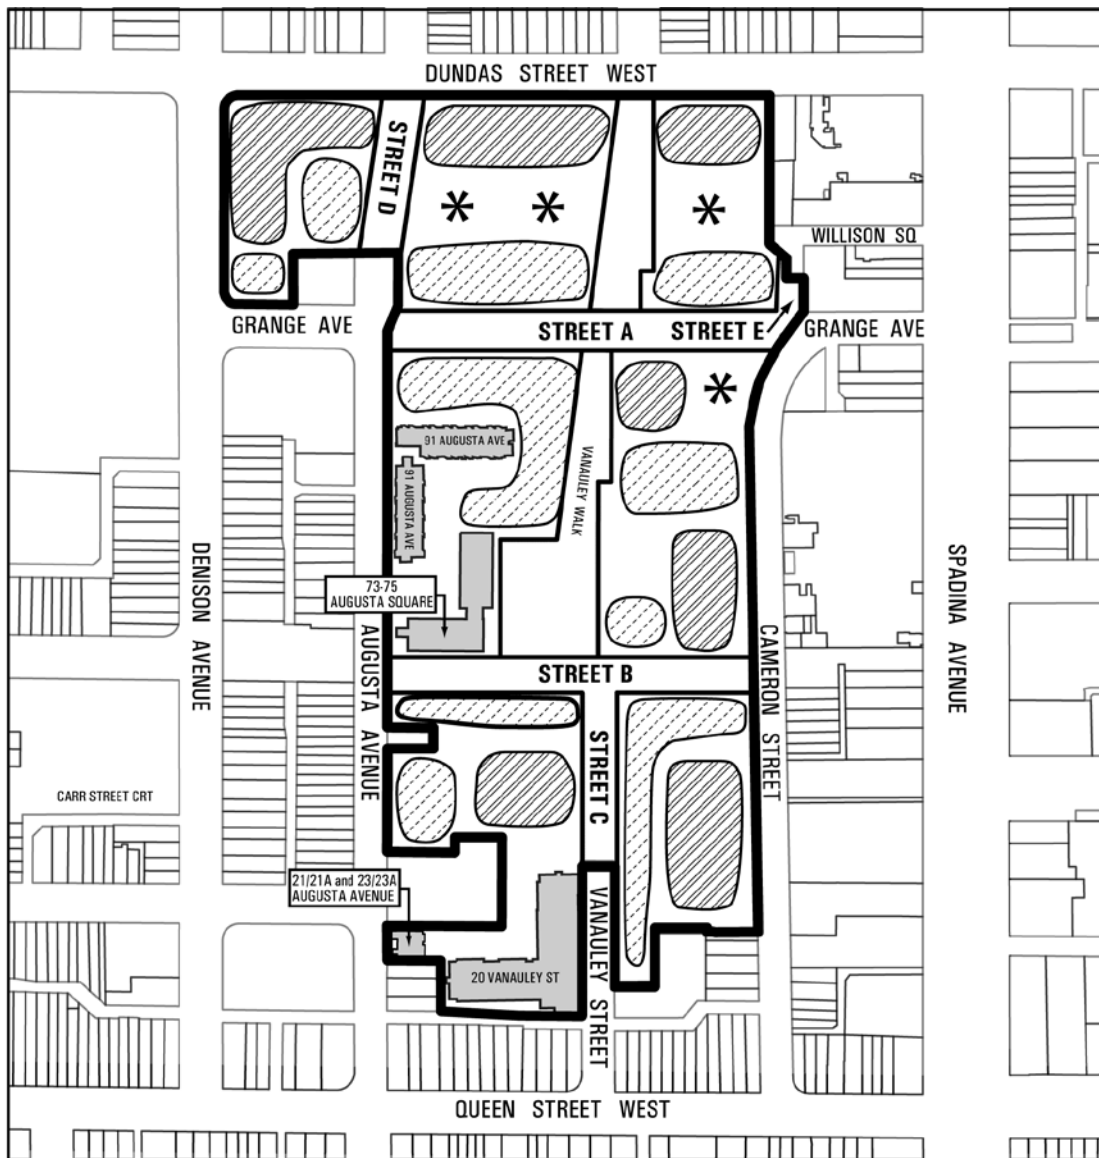 DUNDAS STREET WEST
STREET D
* *
*
WILLISON SQ
GRANGE AVE
STREET A
STREET E
GRANGE AVE
*
91 AUGUSTA AVE
91 AUGUSTA AVE
VANAULEY WALK
DENISON AVENUE
73-75
AUGUSTA SQUARE
SPADINA AVENUE
AUGUSTA AVENUE
CAMERON STREET
STREET B
STREET C
CARR STREET CRT
21/21A and 23/23A
AUGUSTA AVENUE
VANAULEY STREET
20 VANAULEY ST
QUEEN STREET WEST